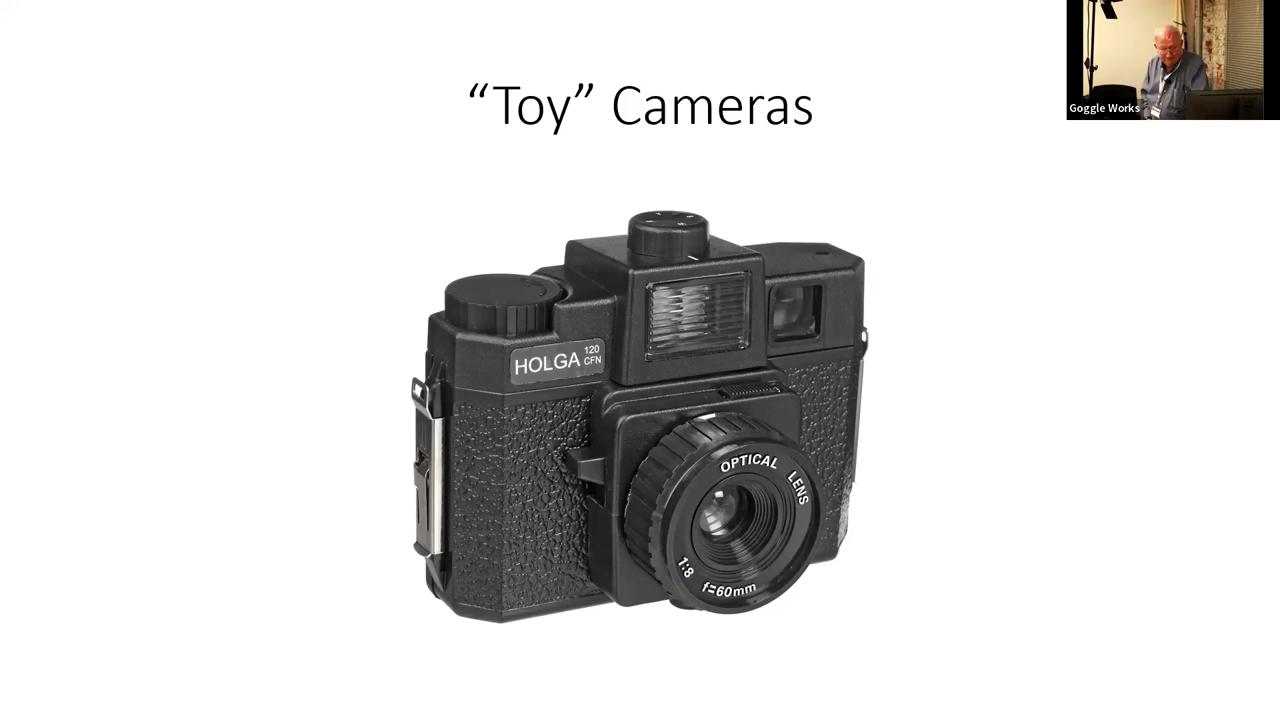 “Toy” Cameras
Goggle Works
HOLGA 120 CFN
OPTICAL LENS
1:8 f=60mm